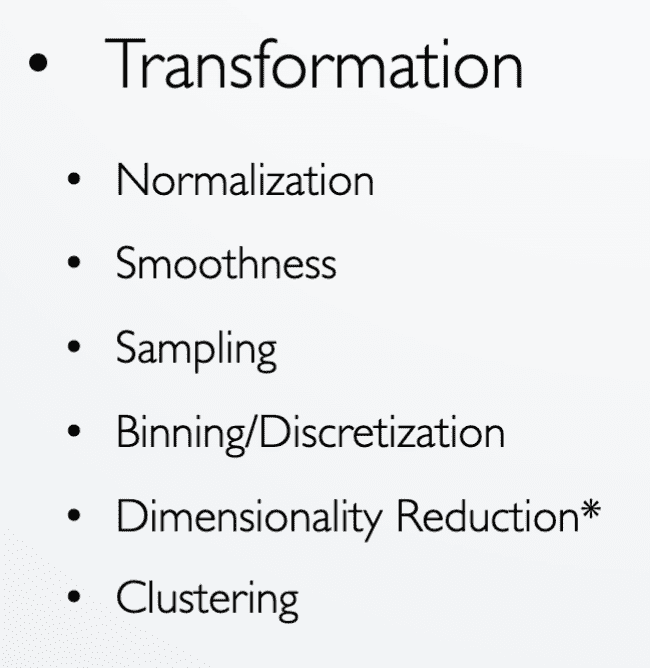 • Transformation
• Normalization
• Smoothness
• Sampling
• Binning/Discretization
• Dimensionality Reduction*
• Clustering